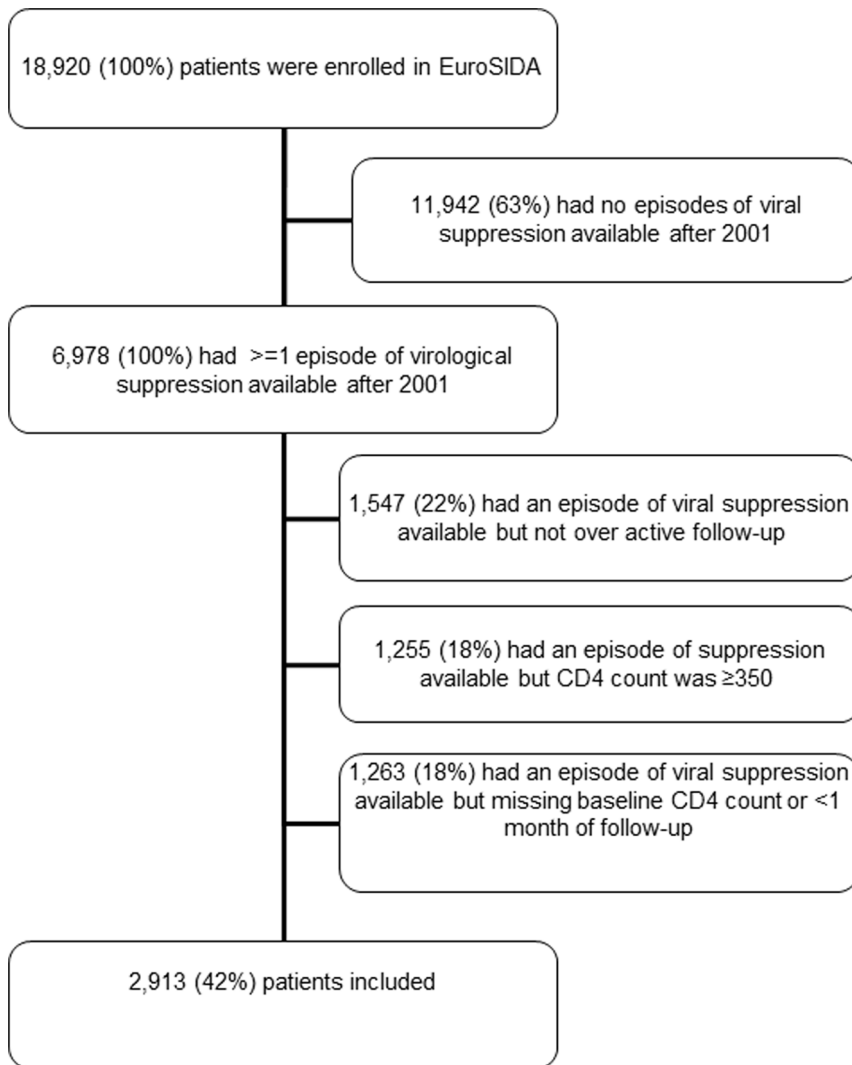 18,920 (100%) patients were enrolled in EuroSIDA
11,942 (63%) had no episodes of viral
suppression available after 2001
6,978 (100%) had >=1 episode of virological
suppression available after 2001
1,547 (22%) had an episode of viral suppression
available but not over active follow-up
1,255 (18%) had an episode of suppression
available but CD4 count was ≥350
1,263 (18%) had an episode of viral suppression
available but missing baseline CD4 count or <1
month of follow-up
2,913 (42%) patients included